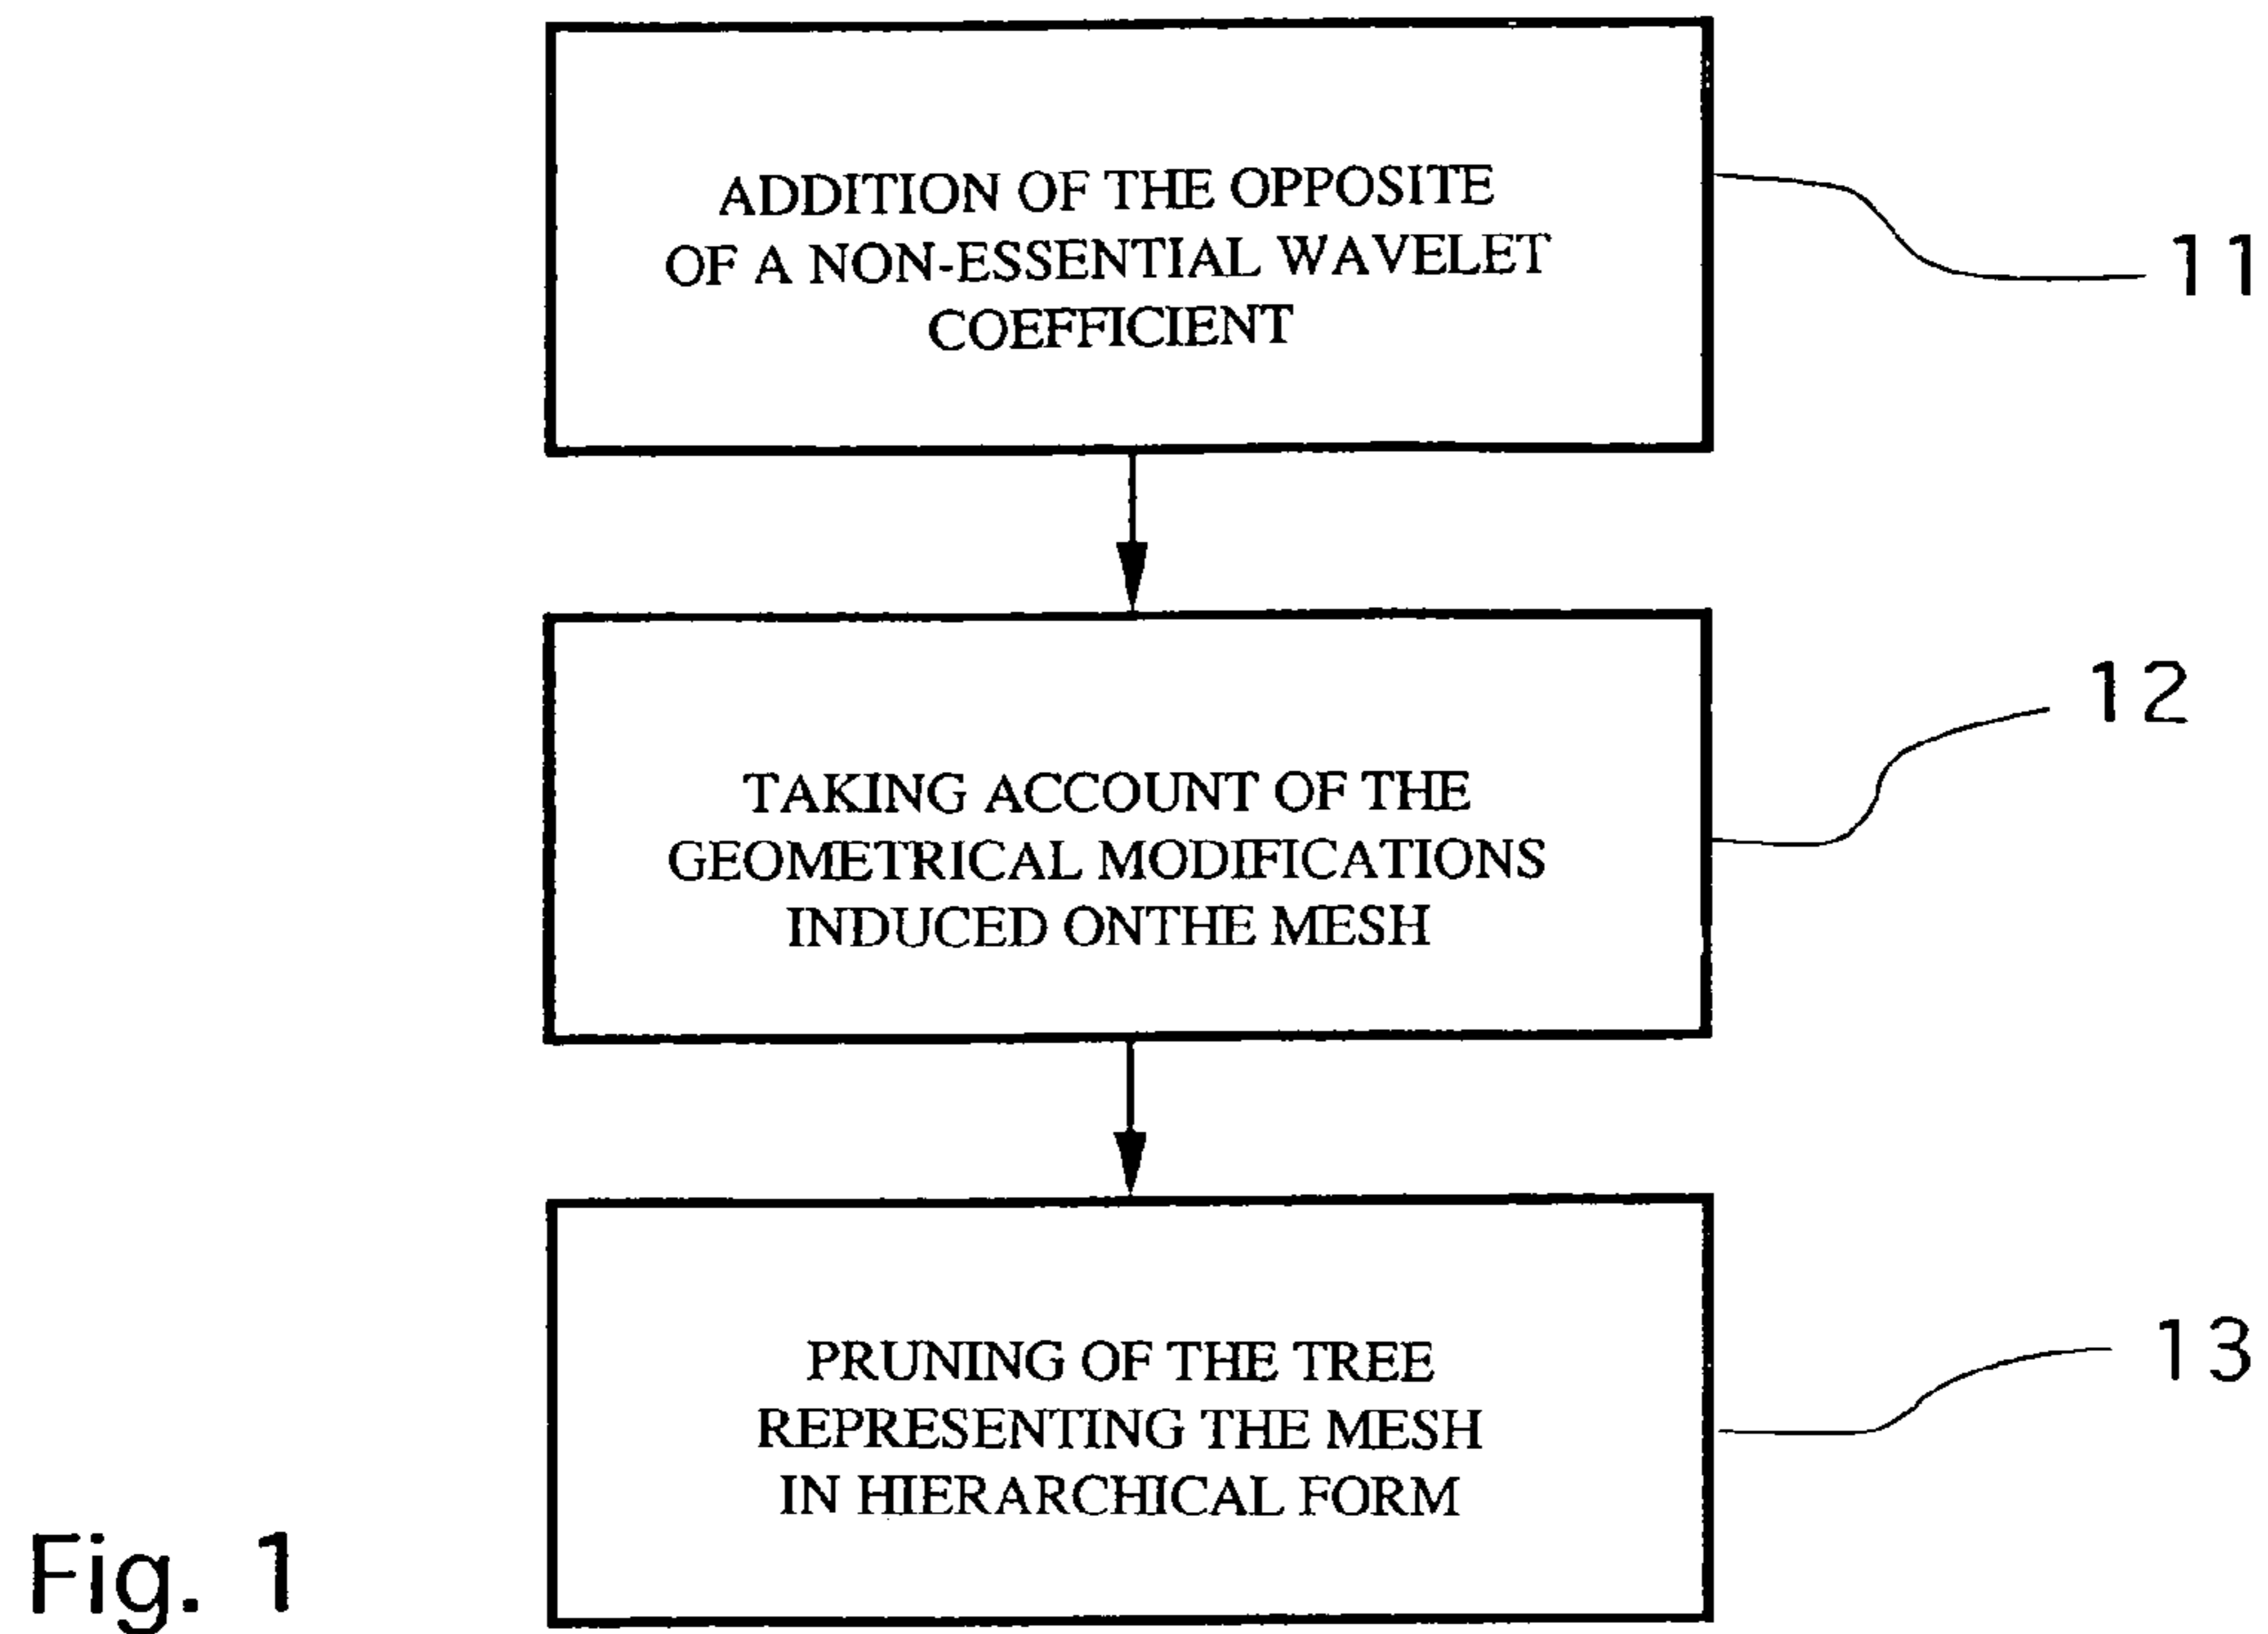 ADDITION OF THE OPPOSITE
OF A NON-ESSENTIAL WAVELET
COEFFICIENT
11
TAKING ACCOUNT OF THE
GEOMETRICAL MODIFICATIONS
INDUCED ONTHE MESH
12
PRUNING OF THE TREE
REPRESENTING THE MESH
IN HIERARCHICAL FORM
13
Fig. 1